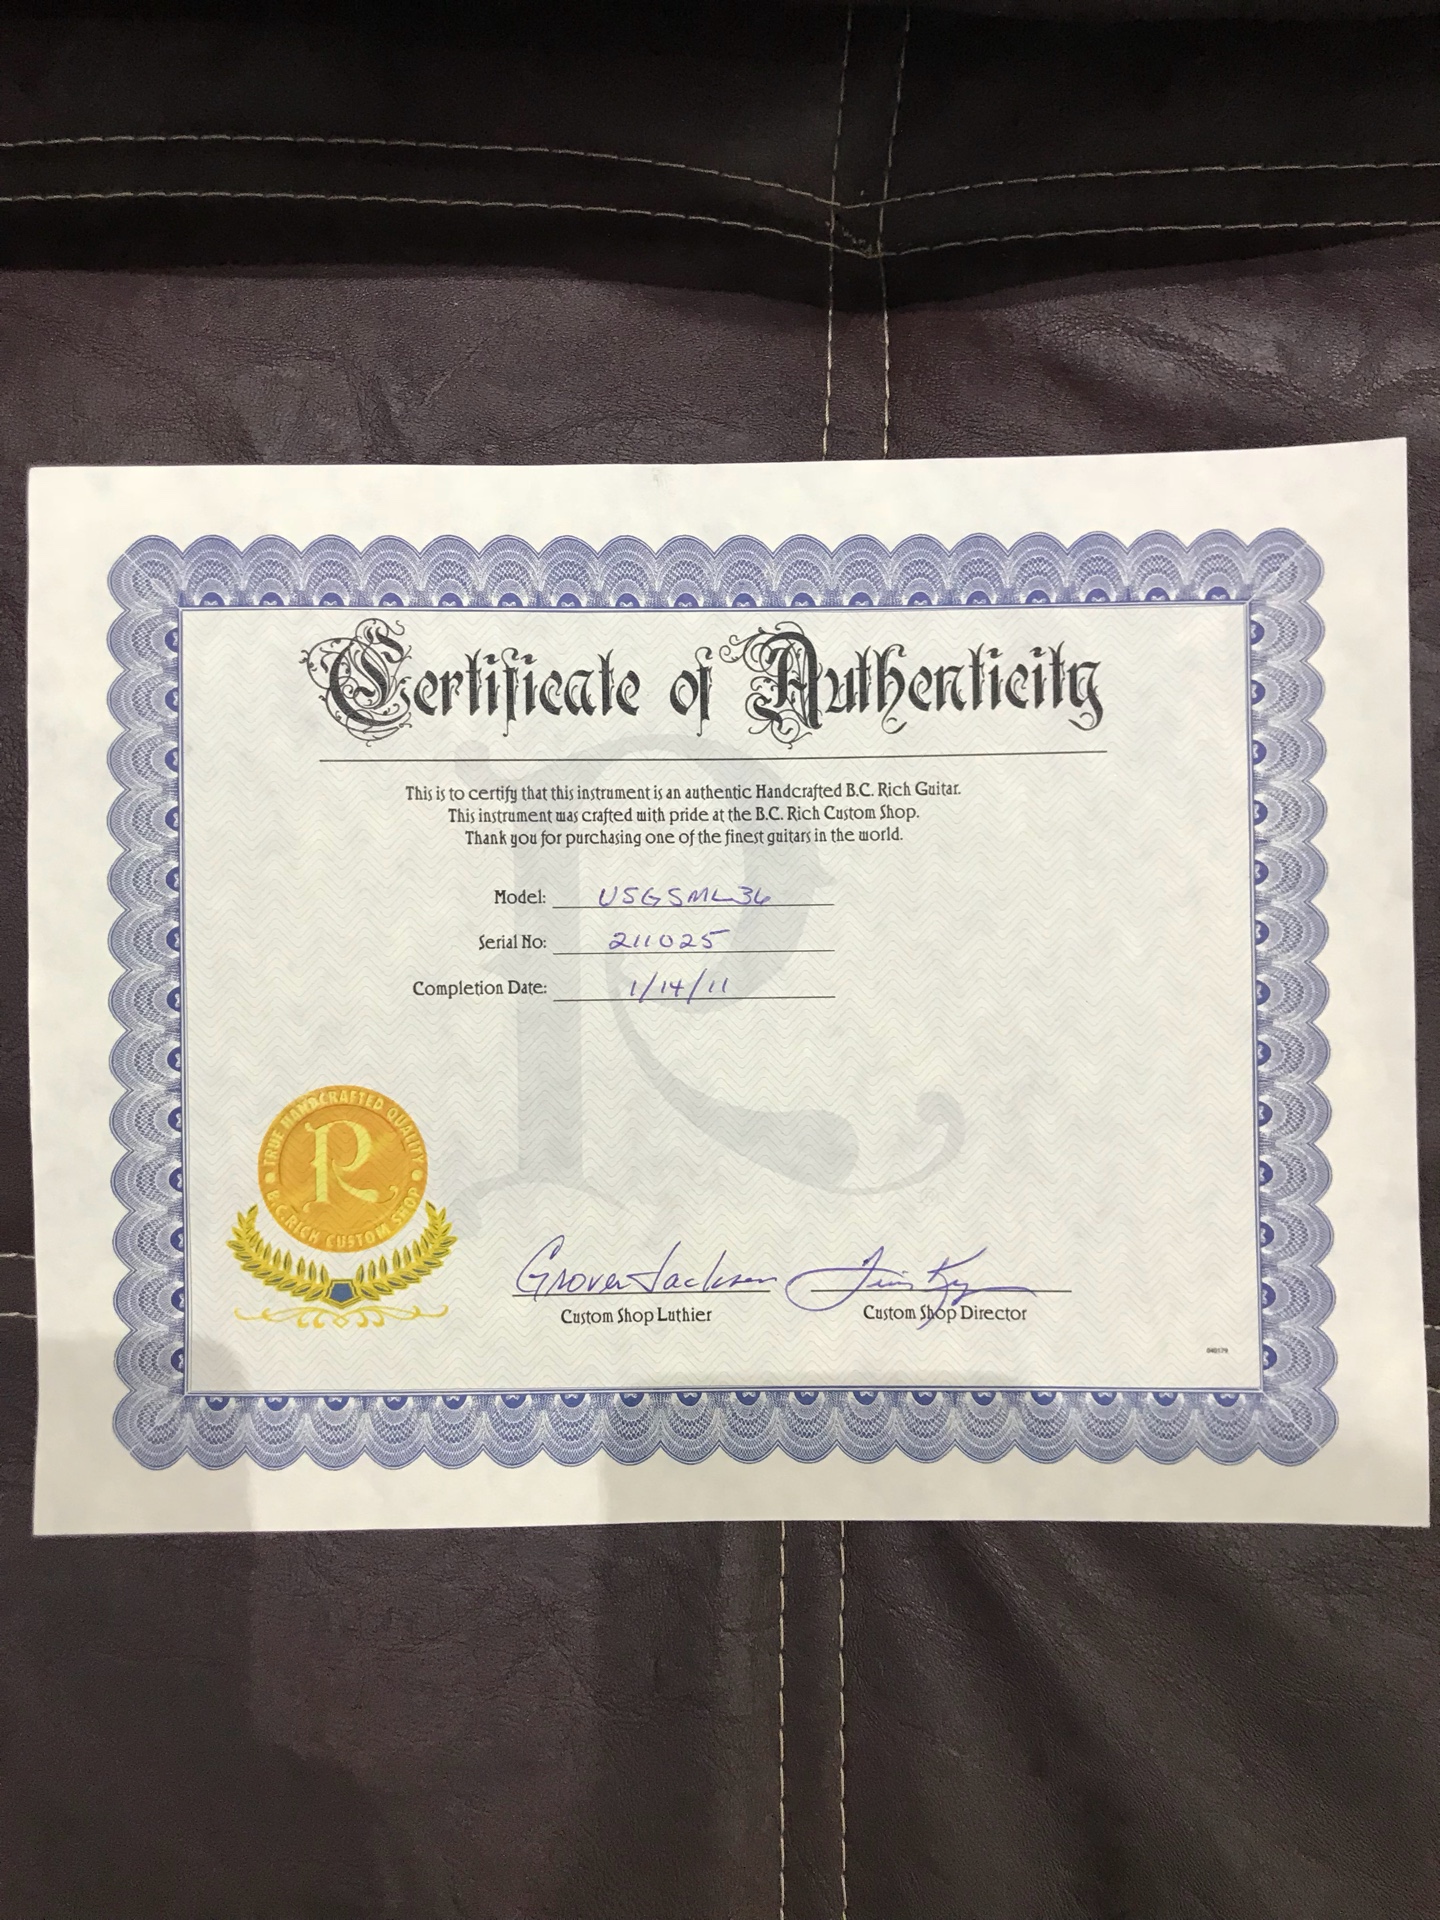 Certificate of Authenticity
This is to certify that this instrument is an authentic Handcrafted B.C. Rich Guitar.
This instrument was crafted with pride at the B.C. Rich Custom Shop.
Thank you for purchasing one of the finest guitars in the world.
Model: USGSML36
Serial No: 211025
Completion Date: 1/14/11
R
TRUE HANDCRAFTED QUALITY
R
B.C. RICH CUSTOM SHOP
Grover Jackson
Custom Shop Luthier
Custom Shop Director